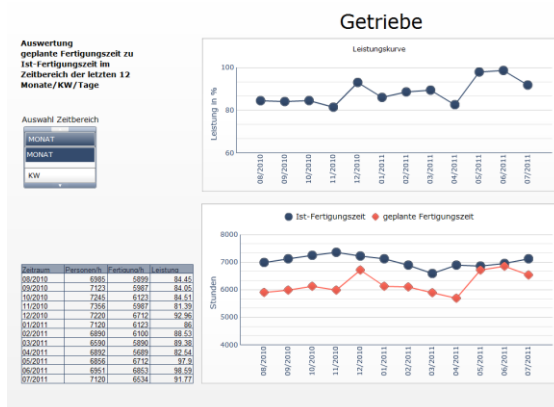 Getriebe
Auswertung
geplante Fertigungszeit zu
Ist-Fertigungszeit im
Zeitbereich der letzten 12
Monate/KW/Tage
Auswahl Zeitbereich
MONAT
MONAT
KW
Leistungskurve
Leistung in %
100
80
60
08/2010 09/2010 10/2010 11/2010 12/2010 01/2011 02/2011 03/2011 04/2011 05/2011 06/2011 07/2011
Ist-Fertigungszeit geplante Fertigungszeit
Stunden
8000
7000
6000
5000
4000
08/2010 09/2010 10/2010 11/2010 12/2010 01/2011 02/2011 03/2011 04/2011 05/2011 06/2011 07/2011
Zeitraum Personen/h Fertigung/h Leistung
08/2010 6985 5899 84.45
09/2010 7123 5987 84.05
10/2010 7245 6123 84.51
11/2010 7356 5987 81.39
12/2010 7220 6712 92.96
01/2011 7120 6123 86
02/2011 6890 6100 88.53
03/2011 6590 5890 89.38
04/2011 6892 5689 82.54
05/2011 6856 6712 97.9
06/2011 6951 6853 98.59
07/2011 7120 6534 91.77